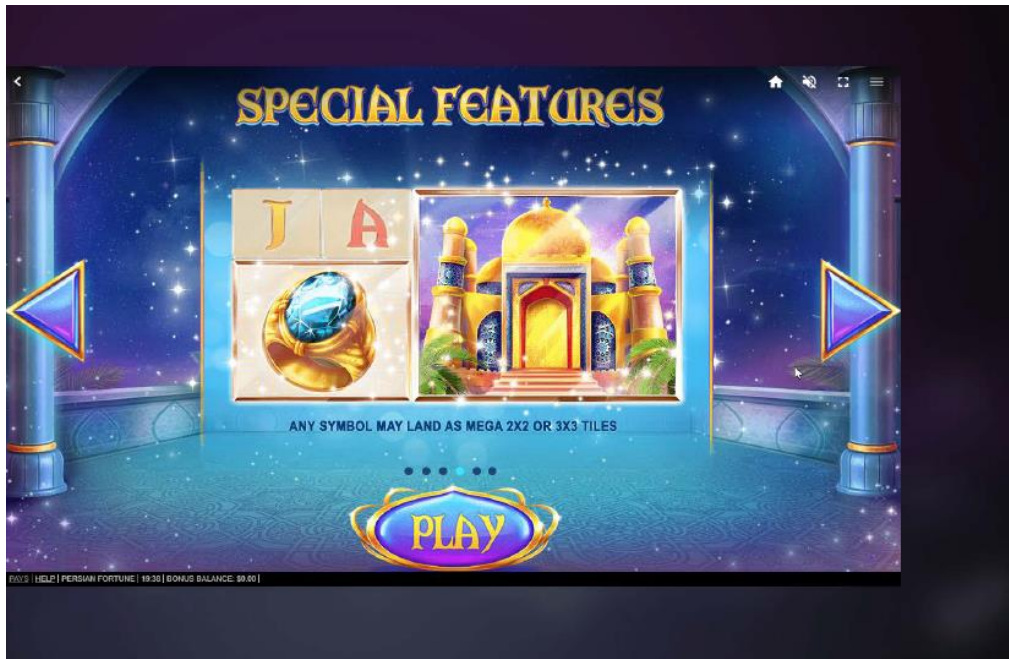 SPECIAL FEATURES
J A
ANY SYMBOL MAY LAND AS MEGA 2X2 OR 3X3 TILES
PLAY
PAYS | HELP | PERSIAN FORTUNE | 19:38 | BONUS BALANCE: $0.00 |